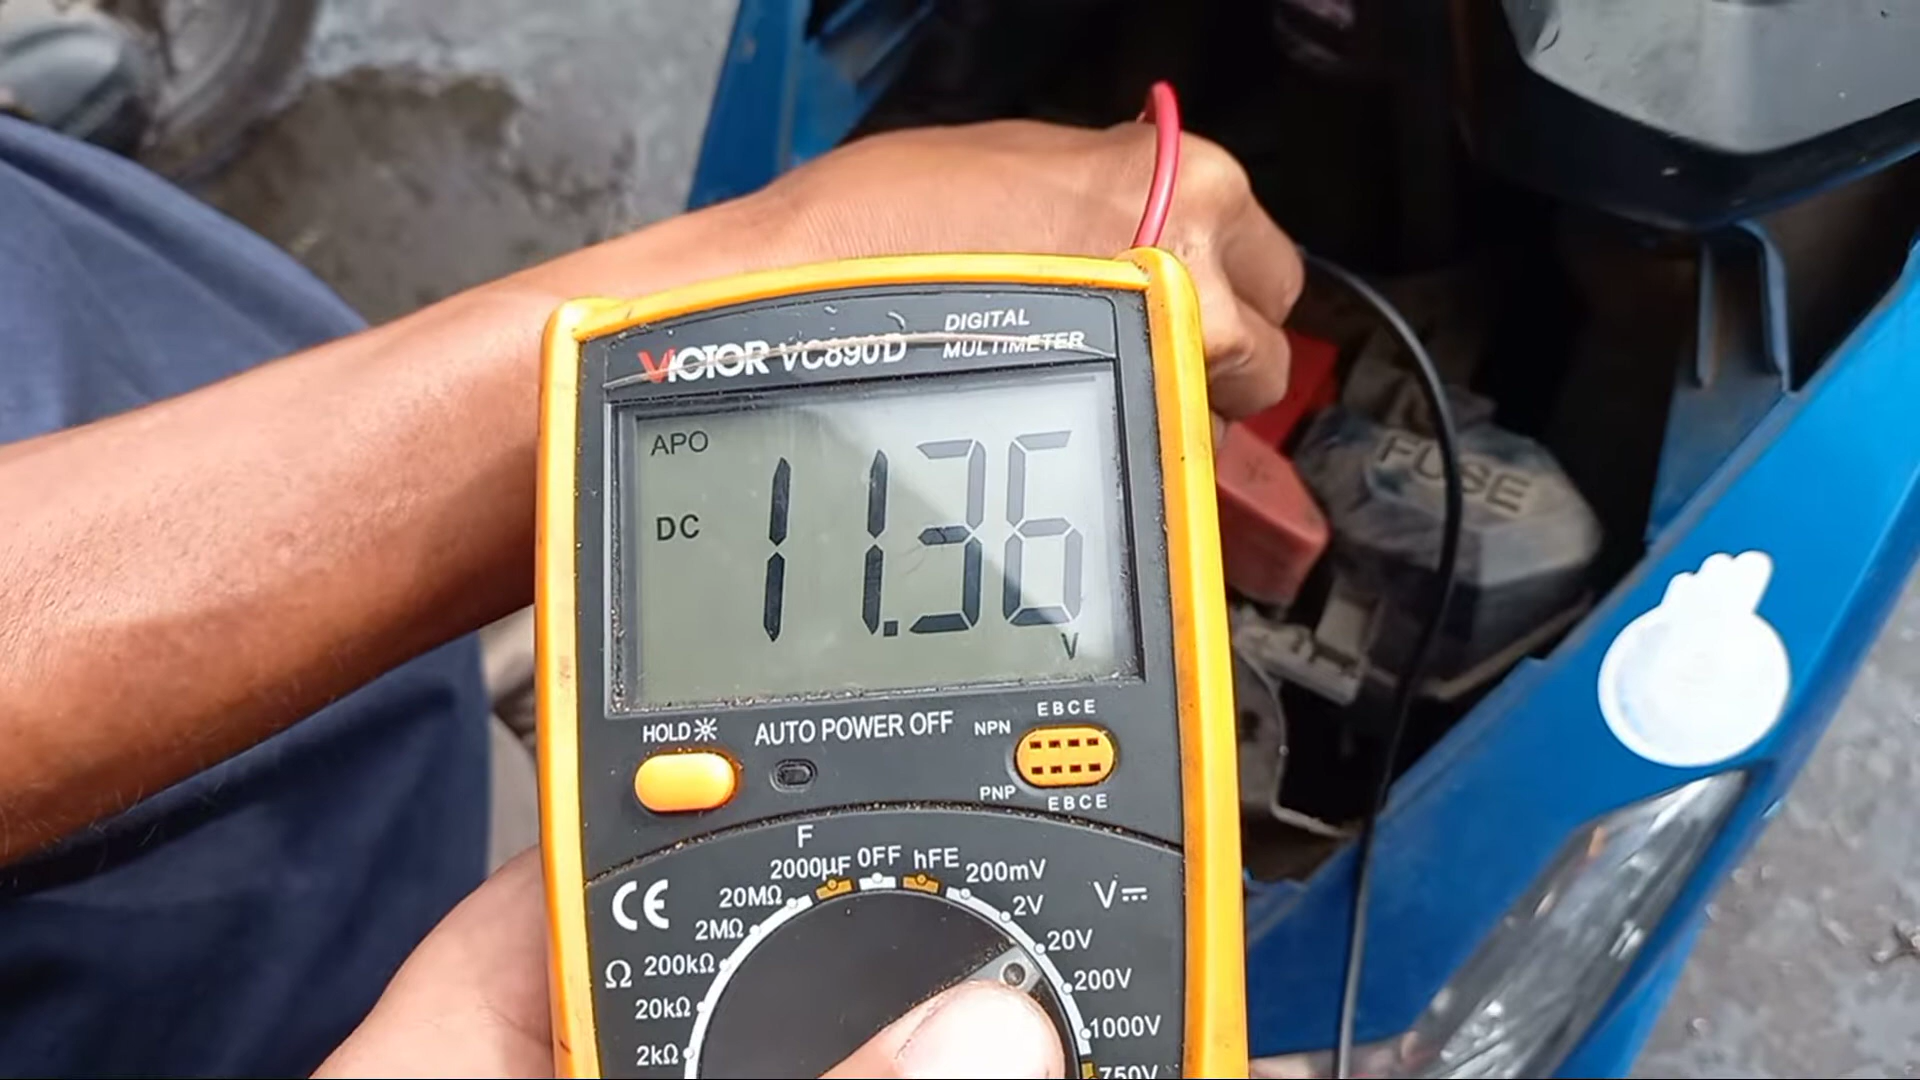 VICTOR VC890D
DIGITAL
MULTIMETER
APO
DC
11.36
V
HOLD
AUTO POWER OFF
NPN
EBCE
PNP
EBCE
FUSE
CE
F
2000µF
OFF
hFE
200mV
V
2V
20V
200V
1000V
750V
20MΩ
2MΩ
Ω
200kΩ
20kΩ
2kΩ